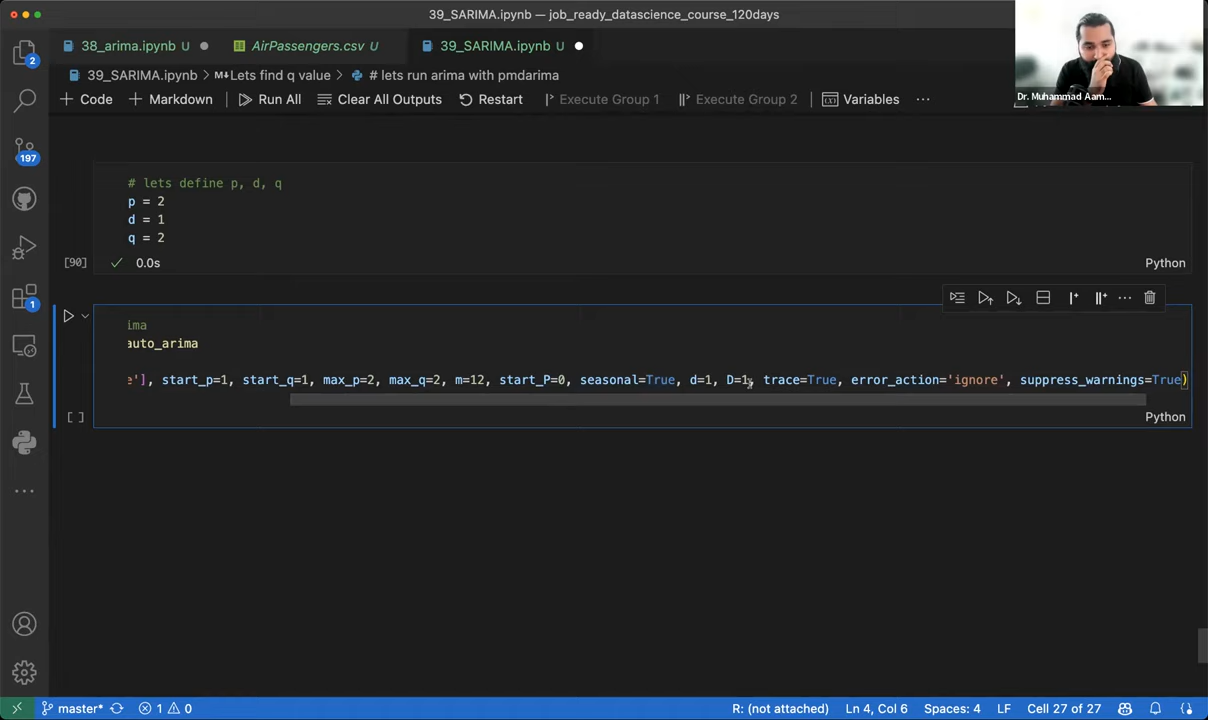 39_SARIMA.ipynb — job_ready_datascience_course_120days
38_arima.ipynb U
AirPassengers.csv U
39_SARIMA.ipynb U
39_SARIMA.ipynb > M↓Lets find q value > # lets run arima with pmdarima
+ Code + Markdown Run All Clear All Outputs Restart Execute Group 1 Execute Group 2 Variables ...
Dr. Muhammad Aam...
2
197
1
# lets define p, d, q
p = 2
d = 1
q = 2
[90] 0.0s Python
ima
auto_arima
e'], start_p=1, start_q=1, max_p=2, max_q=2, m=12, start_P=0, seasonal=True, d=1, D=1, trace=True, error_action='ignore', suppress_warnings=True)
[ ] Python
master* 1 0 R: (not attached) Ln 4, Col 6 Spaces: 4 LF Cell 27 of 27